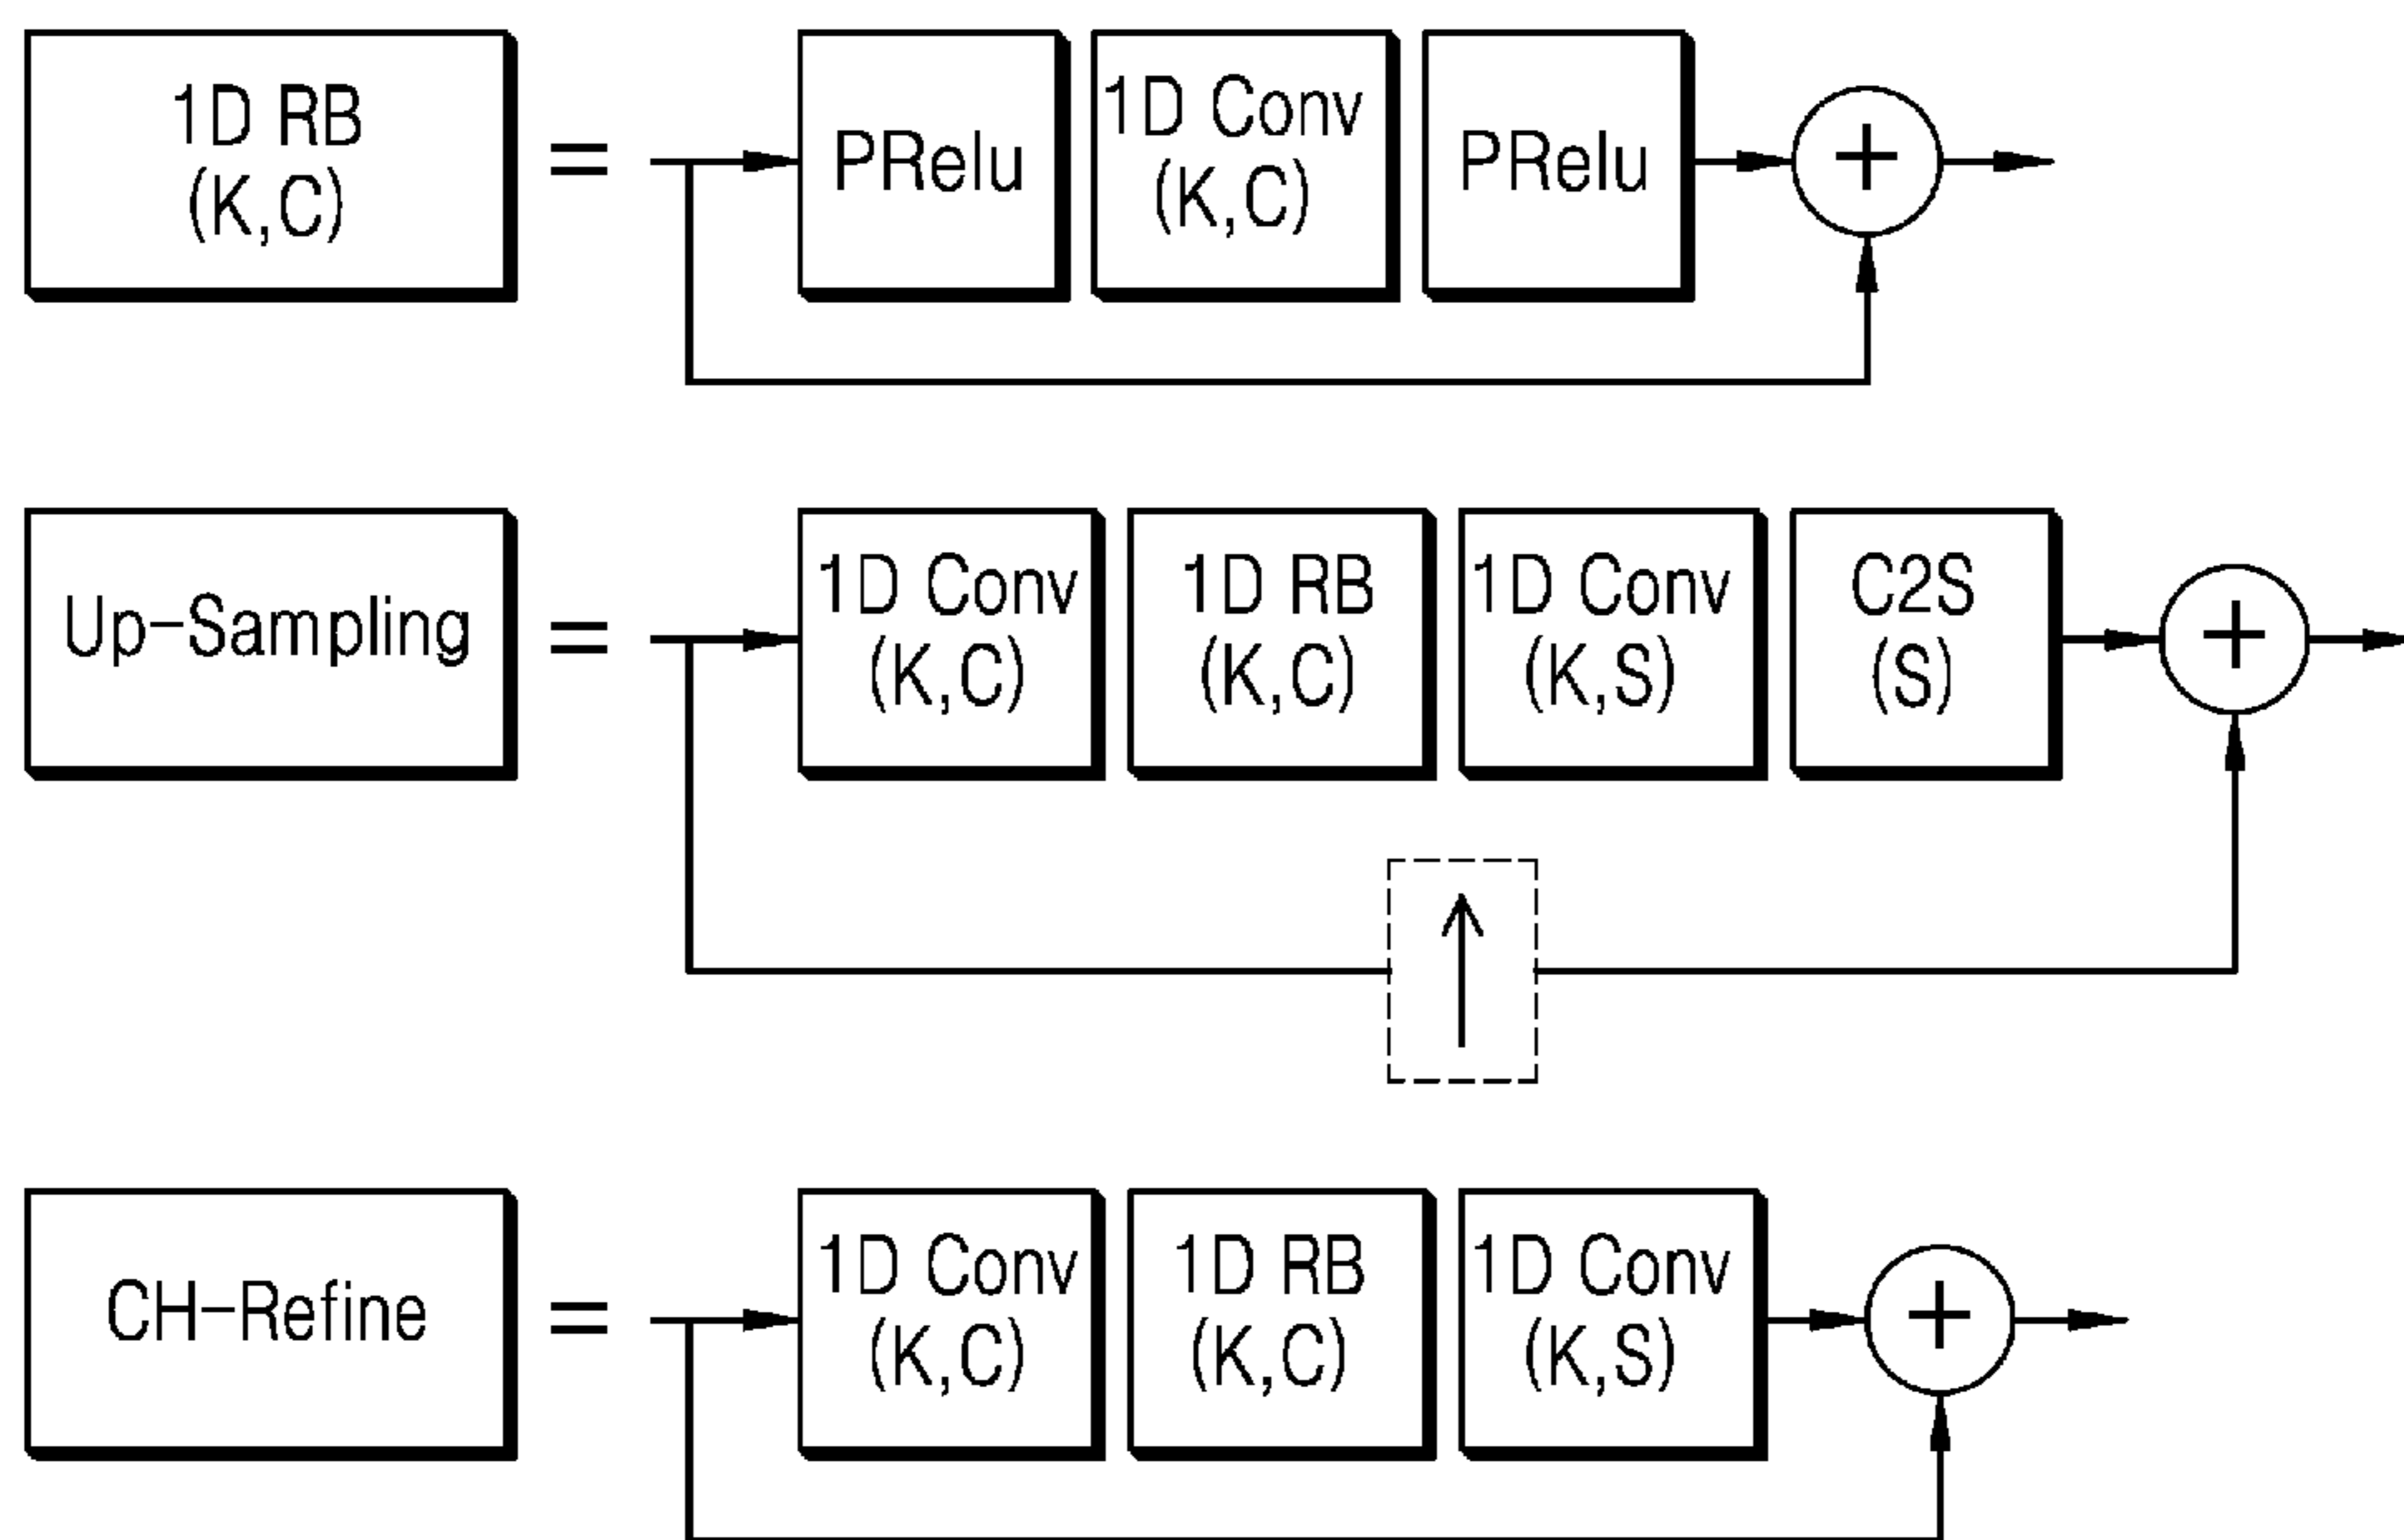 1D RB
(K,C)
=
PRelu
1D Conv
(K,C)
PRelu
+
Up-Sampling
=
1D Conv
(K,C)
1D RB
(K,C)
1D Conv
(K,S)
C2S
(S)
+
CH-Refine
=
1D Conv
(K,C)
1D RB
(K,C)
1D Conv
(K,S)
+